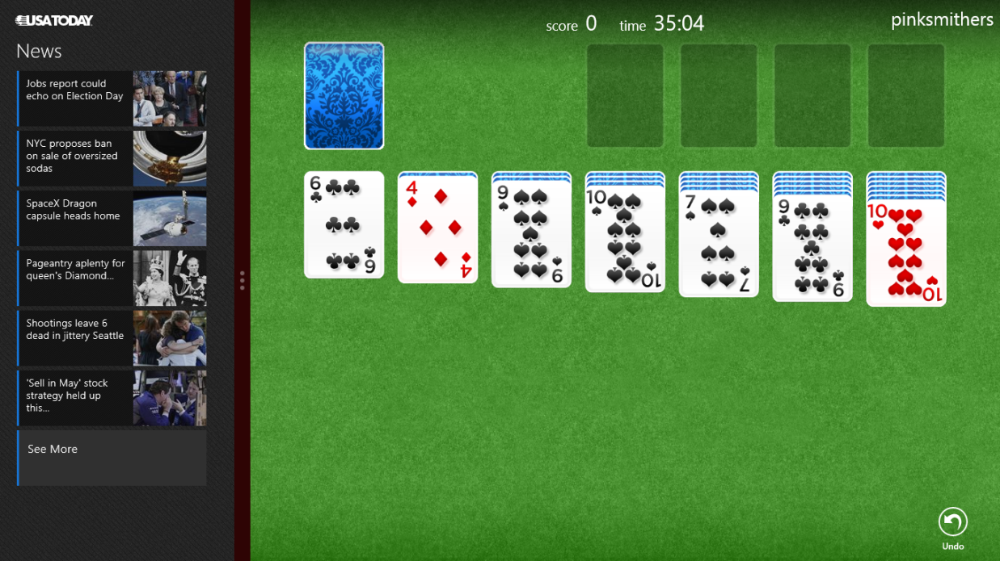 USA TODAY
News
Jobs report could
echo on Election Day
NYC proposes ban
on sale of oversized
sodas
SpaceX Dragon
capsule heads home
Pageantry aplenty for
queen's Diamond...
Shootings leave 6
dead in jittery Seattle
'Sell in May' stock
strategy held up
this...
See More
score 0 time 35:04
pinksmithers
6
6
4
4
9
9
10
10
7
7
9
9
10
10
Undo